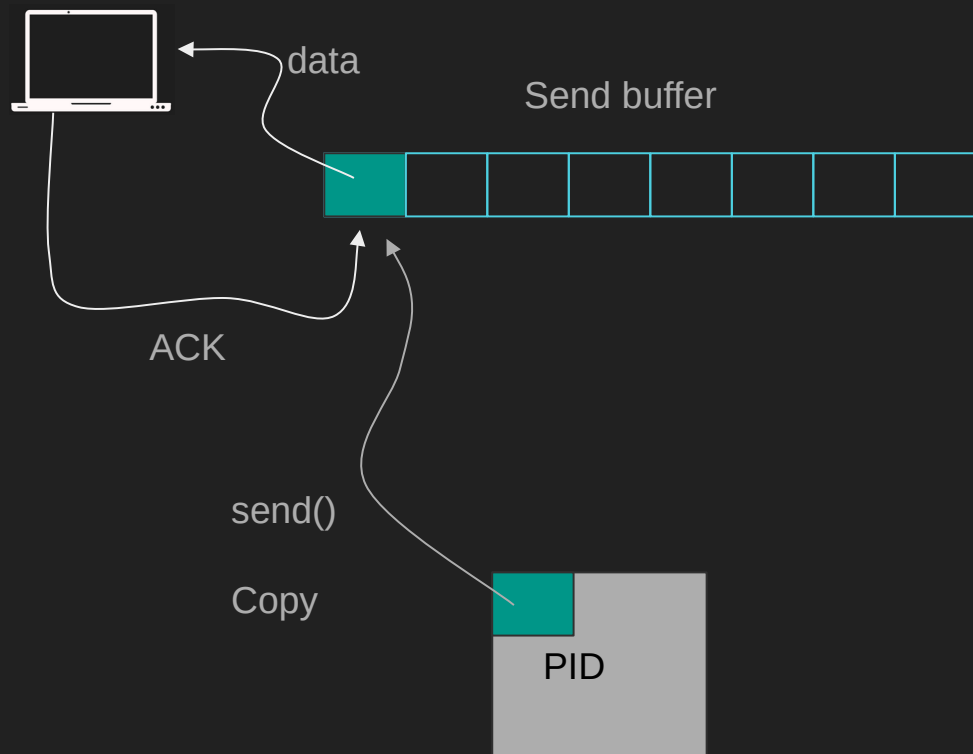 data
Send buffer
ACK
send()
Copy
PID